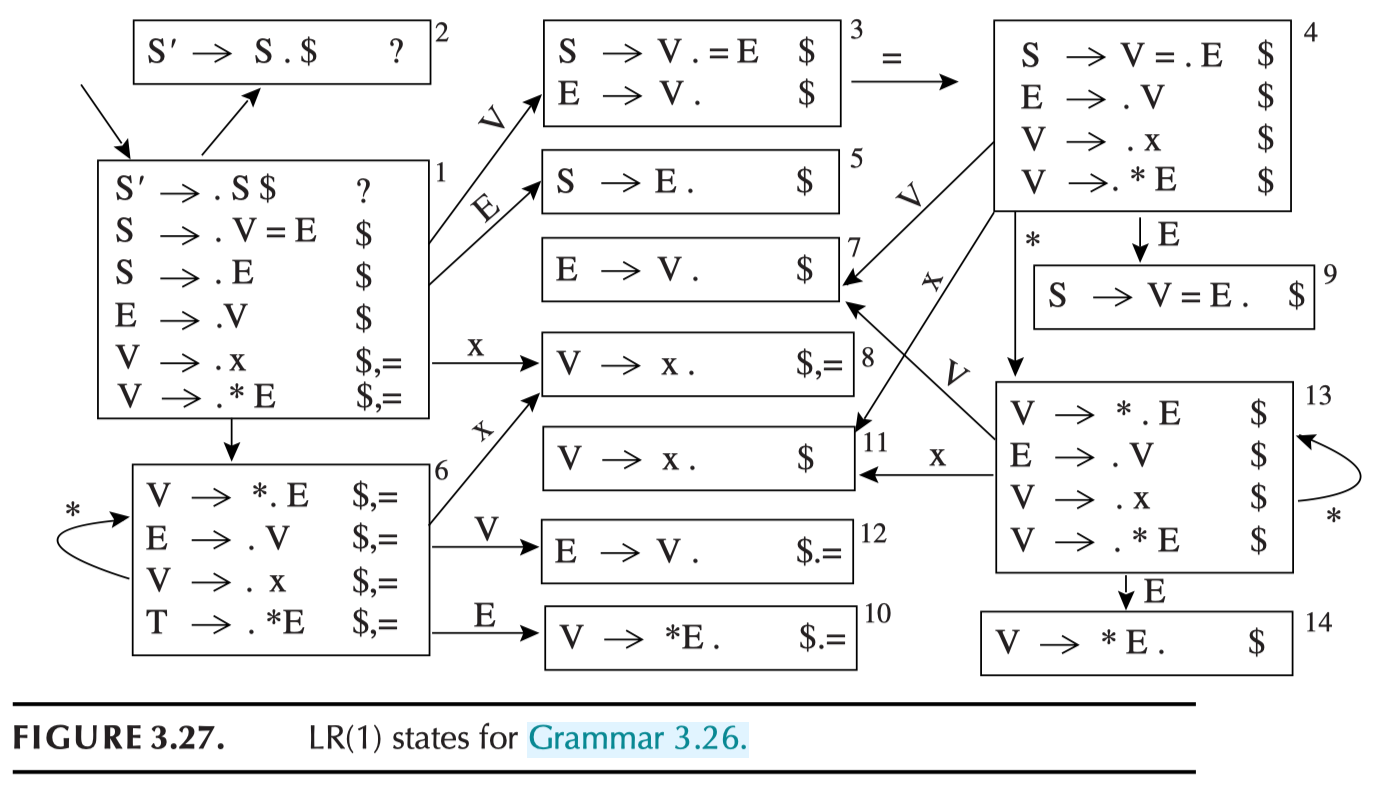 2
S′ → S . $ ?
1
S′ → . S $ ?
S → . V = E $
S → . E $
E → .V $
V → . x $,=
V → .* E $,=
6
V → *. E $,=
E → . V $,=
V → . x $,=
T → . *E $,=
*
V
E
x
x
V
E
3
S → V . = E $
E → V . $
=
5
S → E . $
7
E → V . $
8
V → x . $,=
11
V → x . $
12
E → V . $.=
10
V → *E . $.=
4
S → V = . E $
E → . V $
V → . x $
V →. * E $
V
x
*
E
9
S → V = E . $
V
x
13
V → * . E $
E → . V $
V → . x $
V → . * E $
*
E
14
V → * E . $
FIGURE 3.27. LR(1) states for Grammar 3.26.